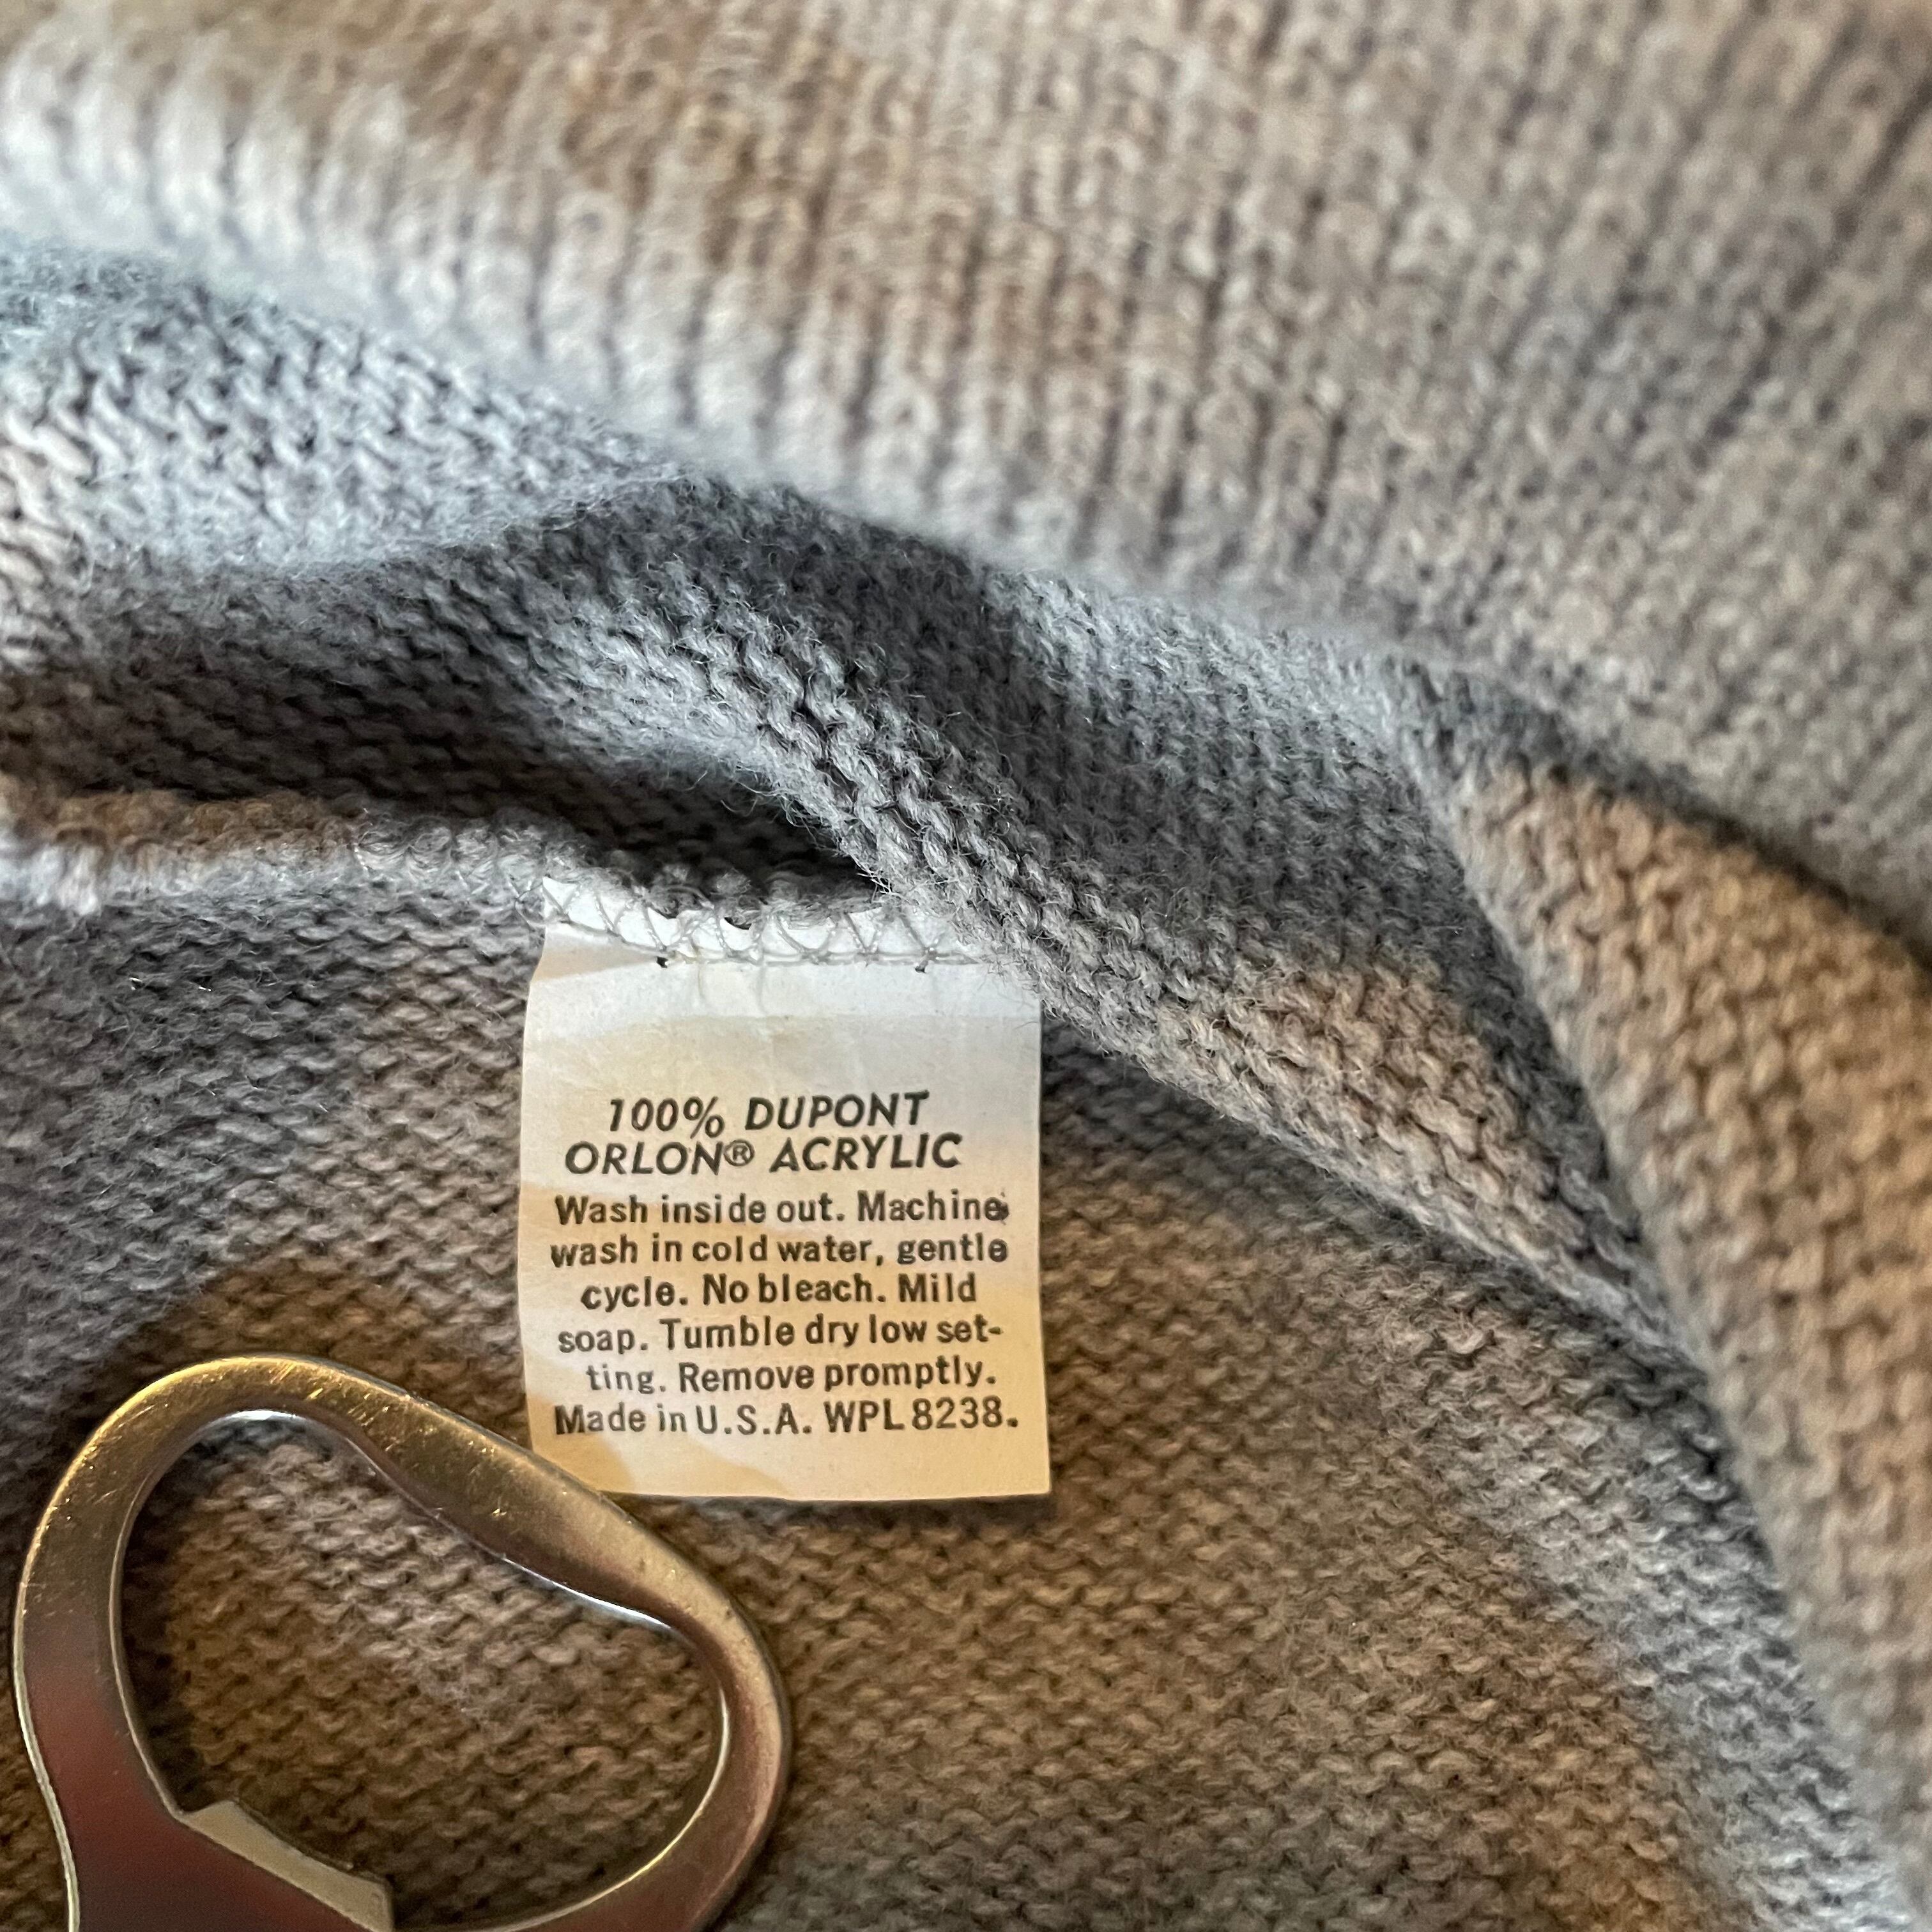 100% DUPONT
ORLON® ACRYLIC
Wash inside out. Machine
wash in cold water, gentle
cycle. No bleach. Mild
soap. Tumble dry low set-
ting. Remove promptly.
Made in U.S.A. WPL 8238.